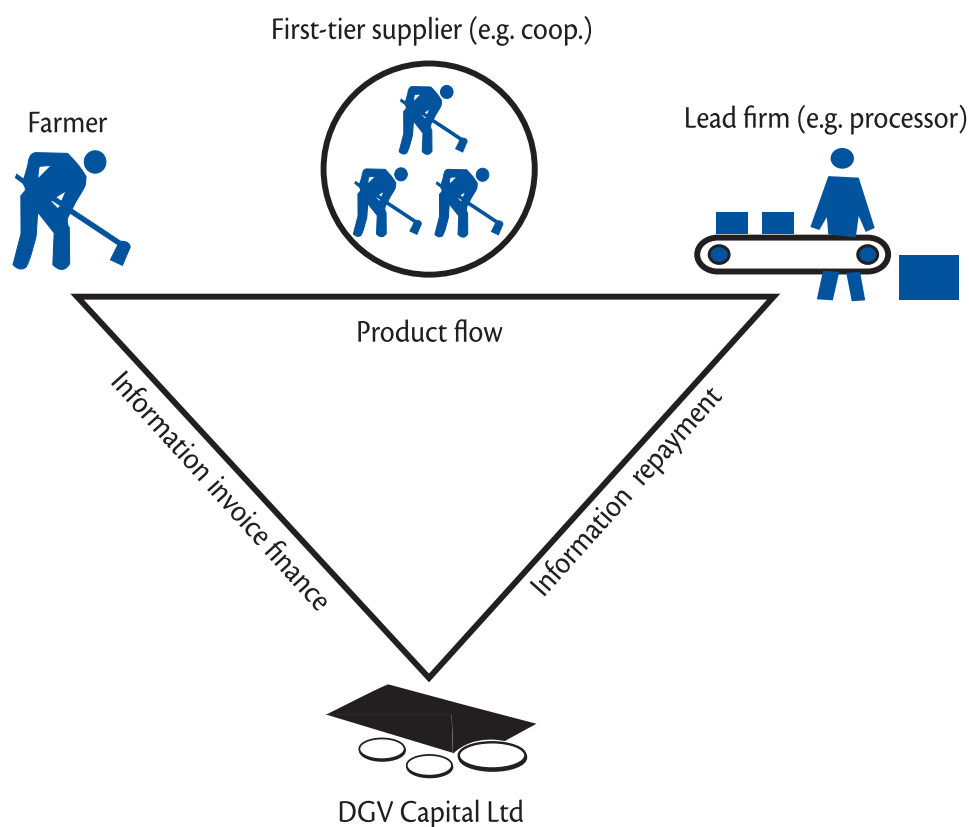 First-tier supplier (e.g. coop.)
Farmer
Lead firm (e.g. processor)
Product flow
Information invoice finance
Information repayment
DGV Capital Ltd